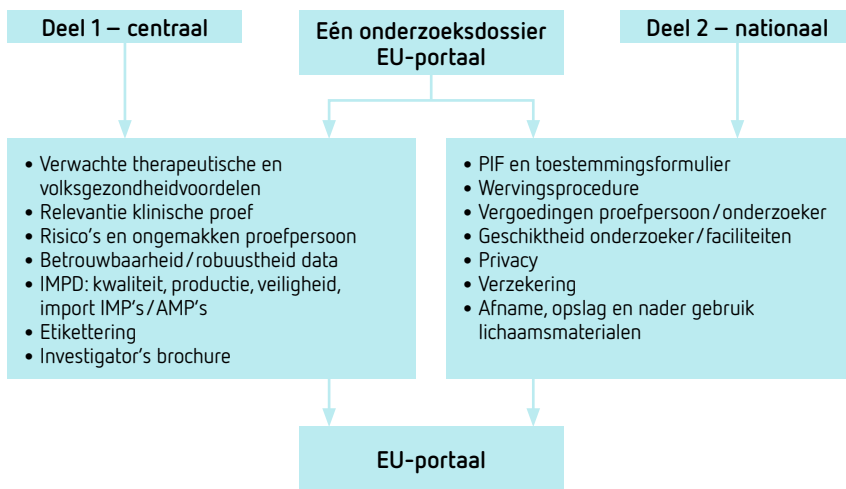 Deel 1 – centraal
Eén onderzoeksdossier
EU-portaal
Deel 2 – nationaal
• Verwachte therapeutische en
volksgezondheidvoordelen
• Relevantie klinische proef
• Risico's en ongemakken proefpersoon
• Betrouwbaarheid/robuustheid data
• IMPD: kwaliteit, productie, veiligheid,
import IMP's/AMP's
• Etikettering
• Investigator's brochure
• PIF en toestemmingsformulier
• Wervingsprocedure
• Vergoedingen proefpersoon/onderzoeker
• Geschiktheid onderzoeker/faciliteiten
• Privacy
• Verzekering
• Afname, opslag en nader gebruik
lichaamsmaterialen
EU-portaal